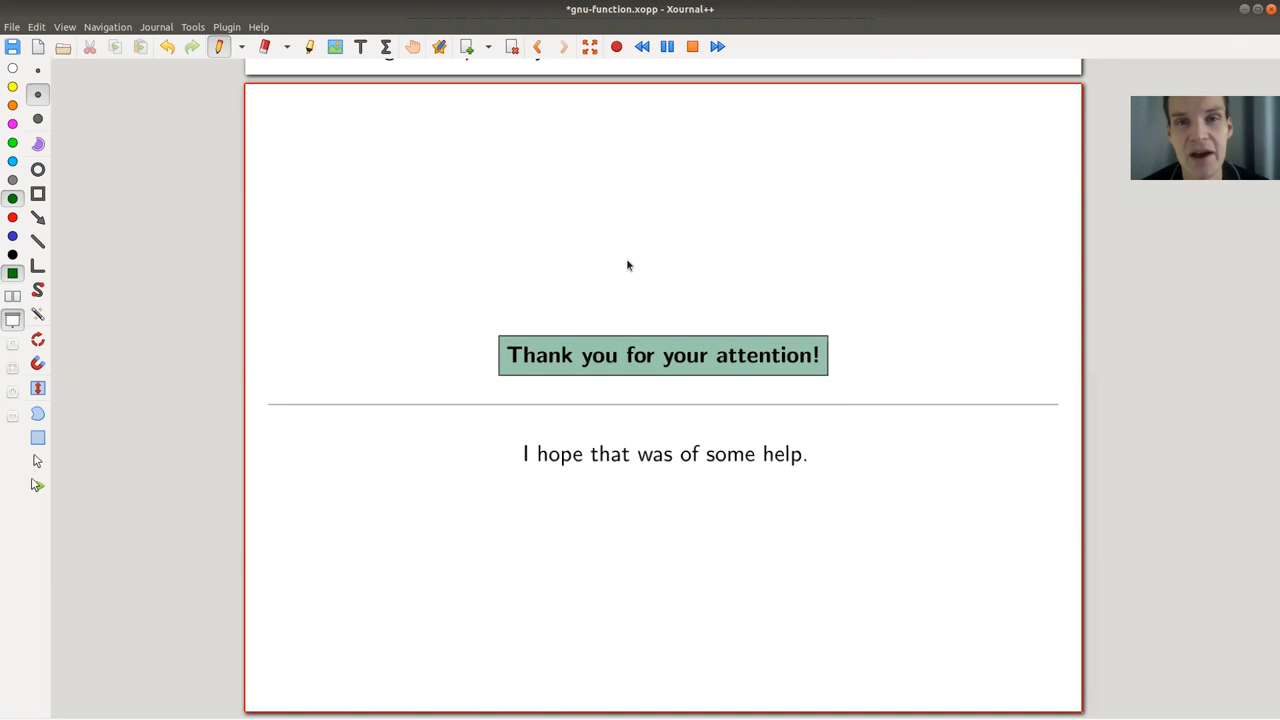 *gnu-function.xopp - Xournal++
File Edit View Navigation Journal Tools Plugin Help
Thank you for your attention!
I hope that was of some help.